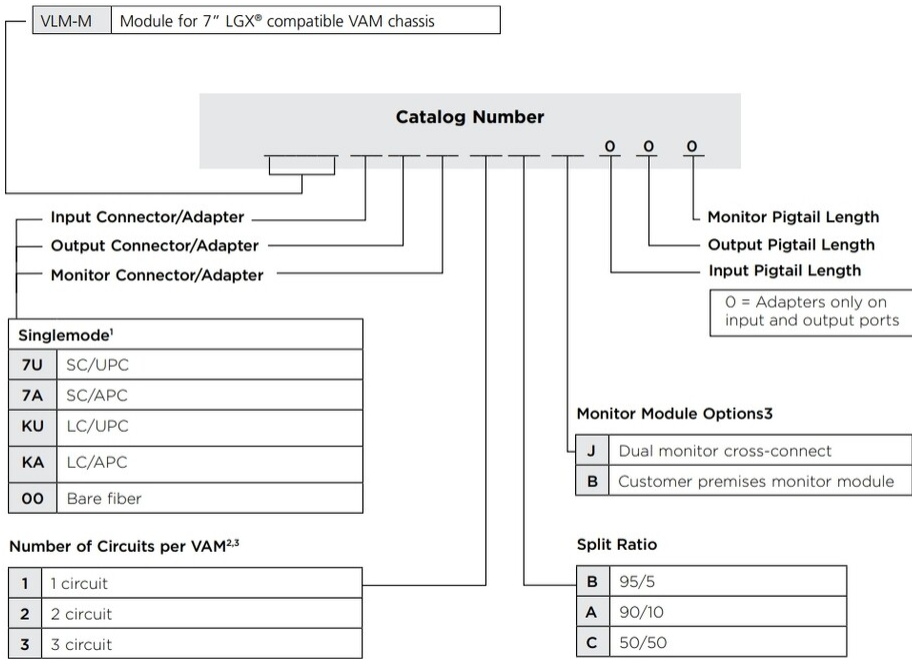 VLM-M Module for 7” LGX® compatible VAM chassis
Catalog Number
0 0 0
Input Connector/Adapter
Output Connector/Adapter
Monitor Connector/Adapter
Monitor Pigtail Length
Output Pigtail Length
Input Pigtail Length
0 = Adapters only on
input and output ports
Singlemode¹
7U SC/UPC
7A SC/APC
KU LC/UPC
KA LC/APC
00 Bare fiber
Monitor Module Options3
J Dual monitor cross-connect
B Customer premises monitor module
Number of Circuits per VAM²,³
1 1 circuit
2 2 circuit
3 3 circuit
Split Ratio
B 95/5
A 90/10
C 50/50